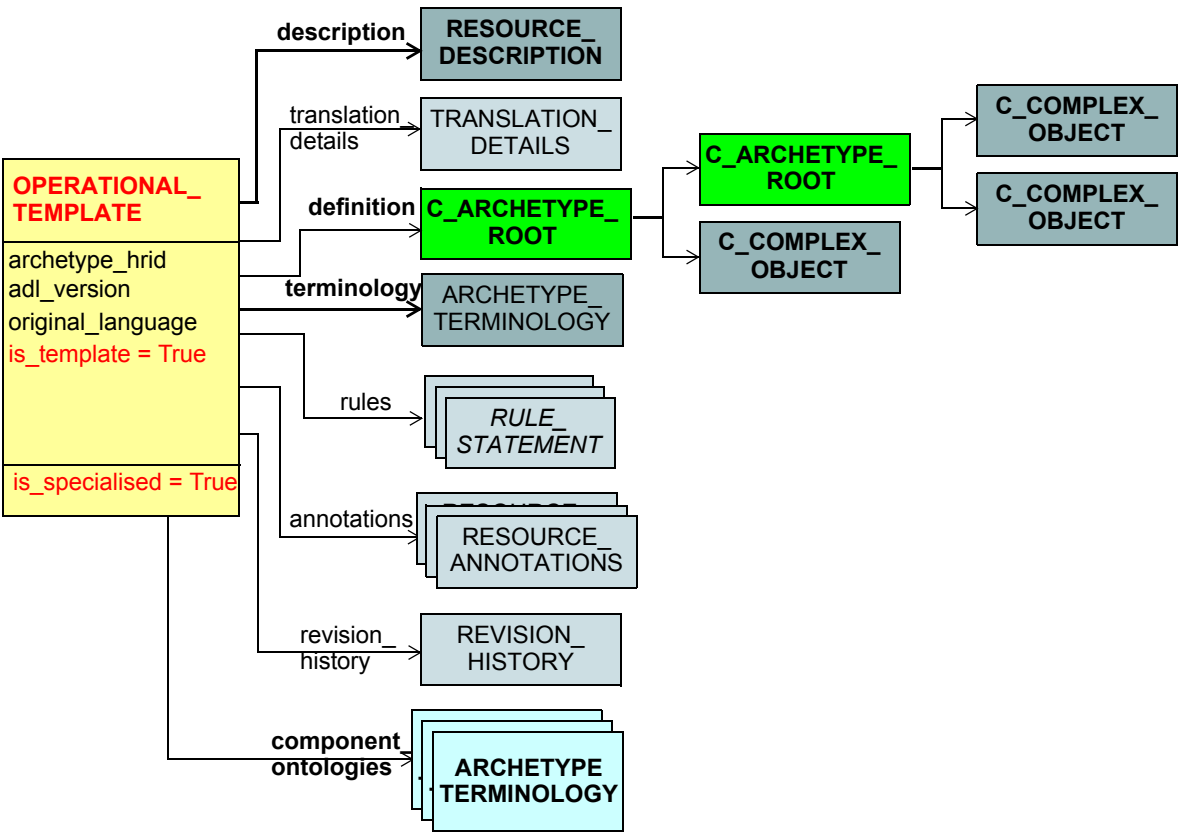 description
RESOURCE_
DESCRIPTION
translation_
details
TRANSLATION_
DETAILS
C_COMPLEX_
OBJECT
C_ARCHETYPE_
ROOT
C_COMPLEX_
OBJECT
OPERATIONAL_
TEMPLATE
archetype_hrid
adl_version
original_language
is_template = True
is_specialised = True
definition
C_ARCHETYPE_
ROOT
C_COMPLEX_
OBJECT
terminology
ARCHETYPE_
TERMINOLOGY
rules
RULE_
STATEMENT
annotations
RESOURCE_
ANNOTATIONS
revision_
history
REVISION_
HISTORY
component_
ontologies
ARCHETYPE
TERMINOLOGY